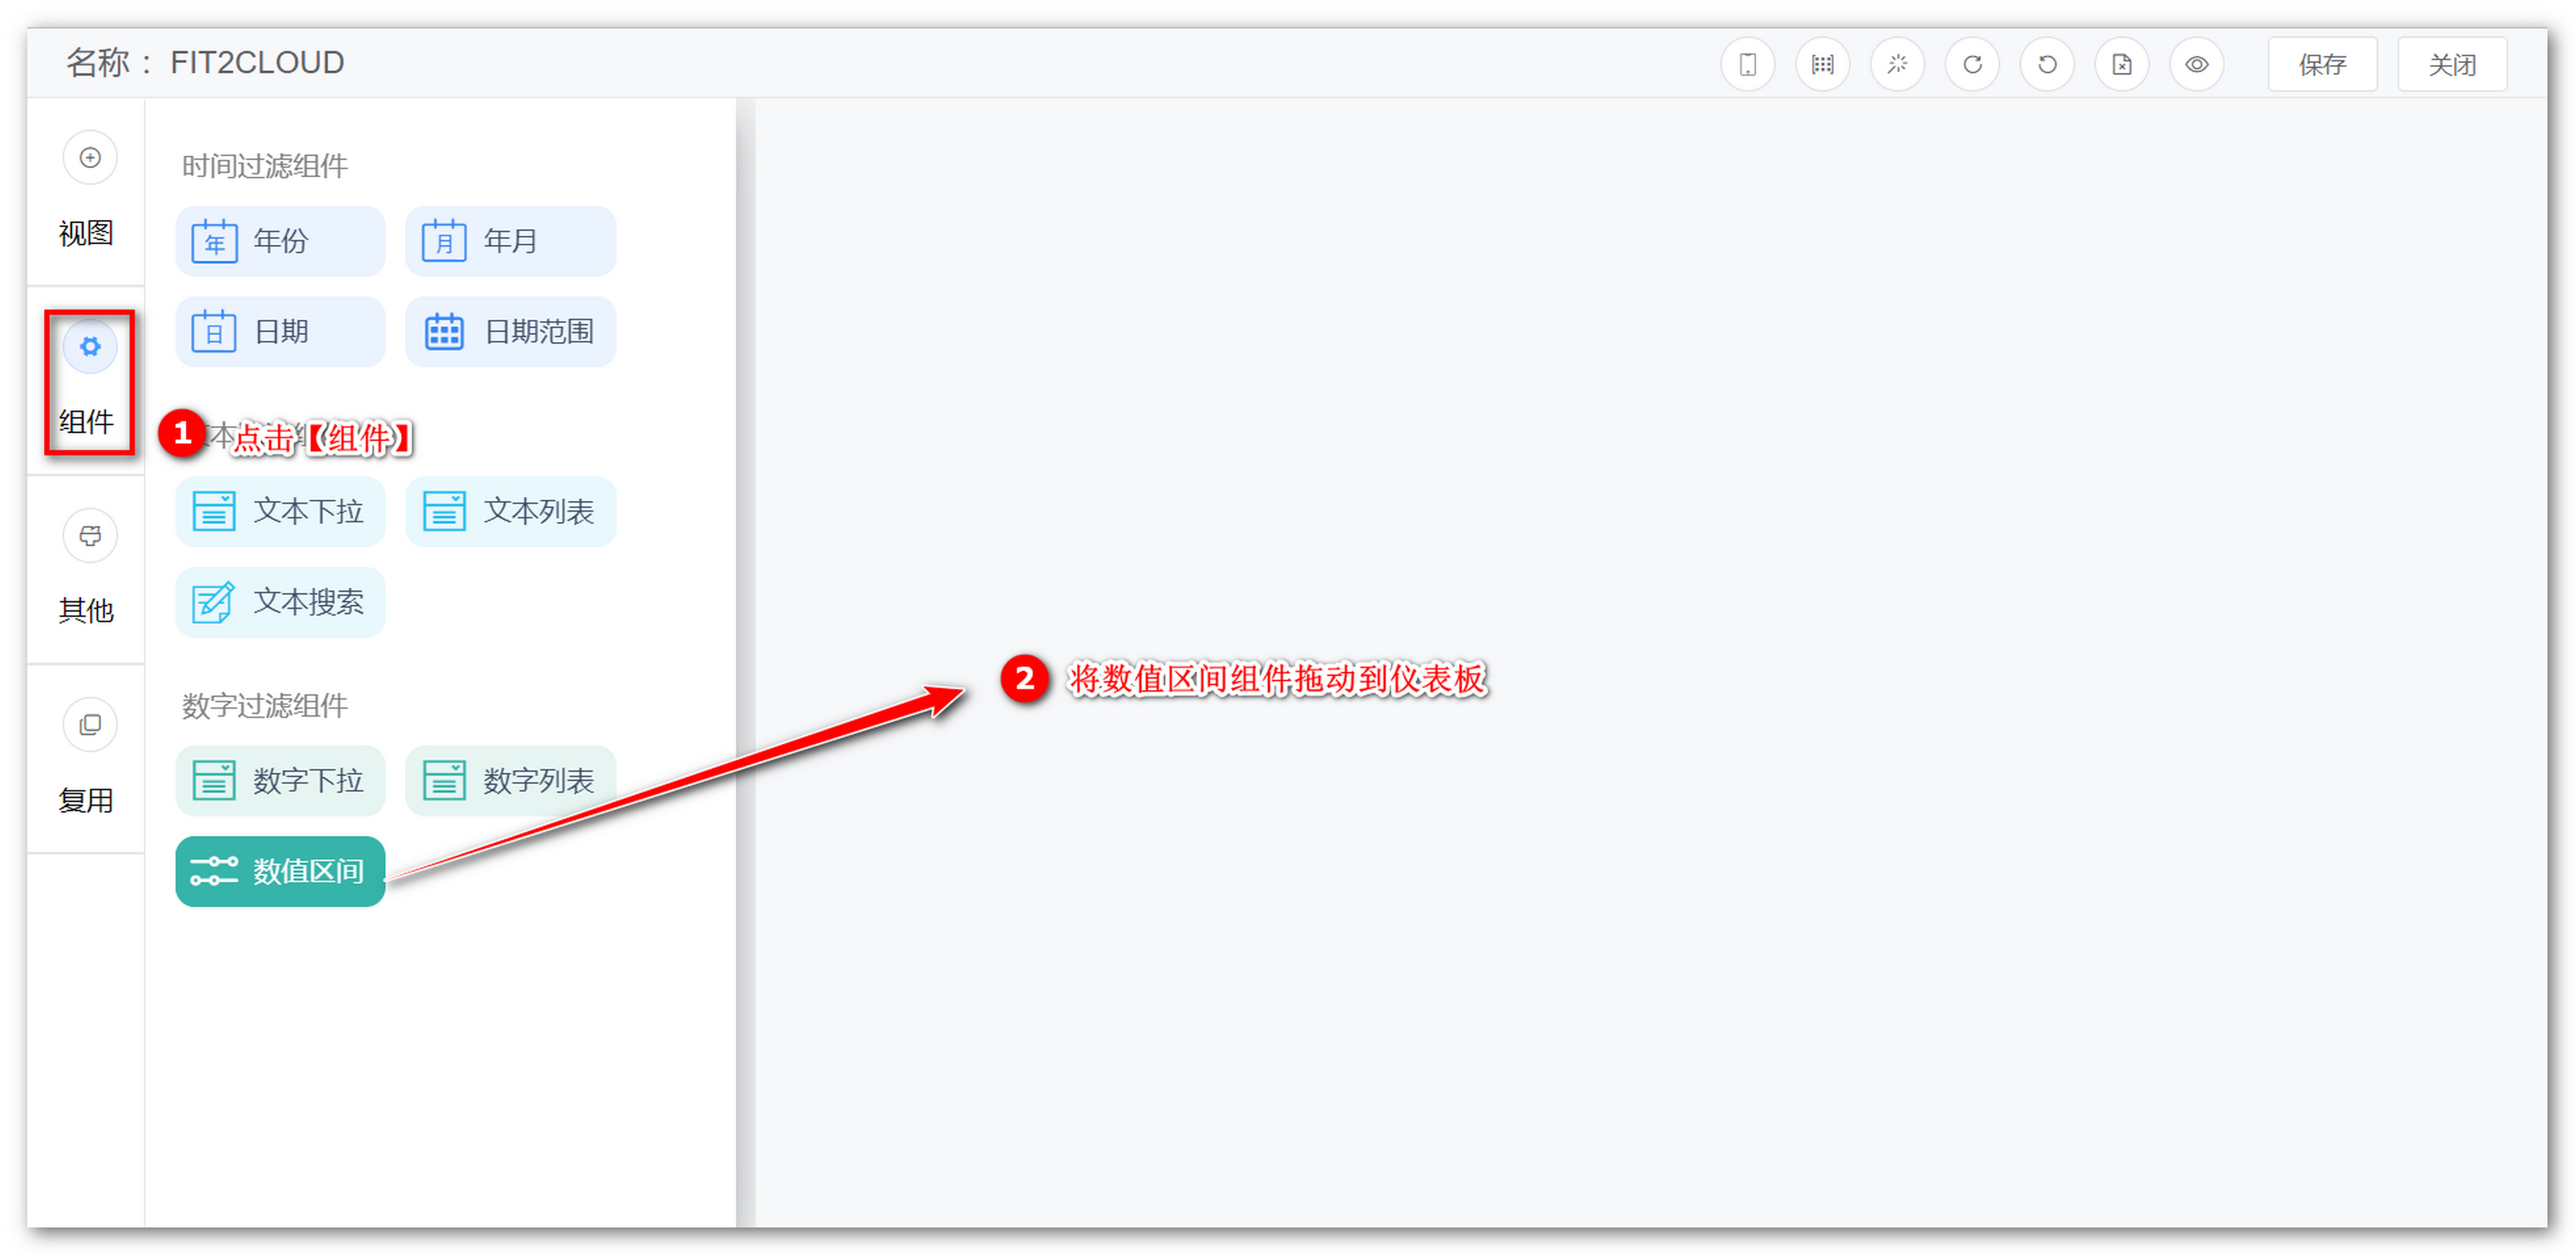 名称： FIT2CLOUD
保存 关闭
视图
组件
其他
复用
时间过滤组件
年 年份 月 年月
日 日期 日期范围
1 点击【组件】
文本下拉 文本列表
文本搜索
数字过滤组件
数字下拉 数字列表
数值区间
2 将数值区间组件拖动到仪表板